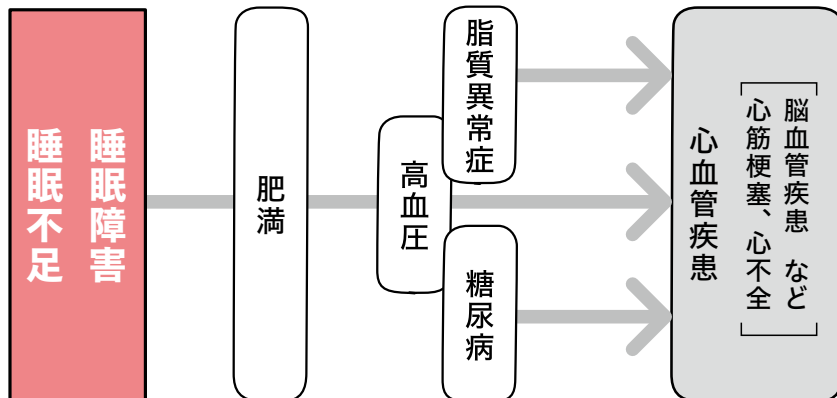 睡眠障害
睡眠不足
肥満
高血圧
脂質異常症
糖尿病
心血管疾患
脳血管疾患 など
心筋梗塞、心不全